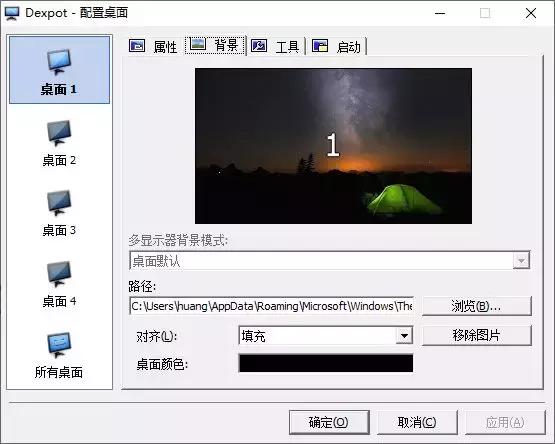 Dexpot - 配置桌面
属性 背景 工具 启动
桌面 1
桌面 2
桌面 3
桌面 4
所有桌面
1
多显示器背景模式:
桌面默认
路径:
C:\Users\huang\AppData\Roaming\Microsoft\Windows\The
浏览(B)...
对齐(L):
填充
移除图片
桌面颜色:
确定(O) 取消(C) 应用(A)